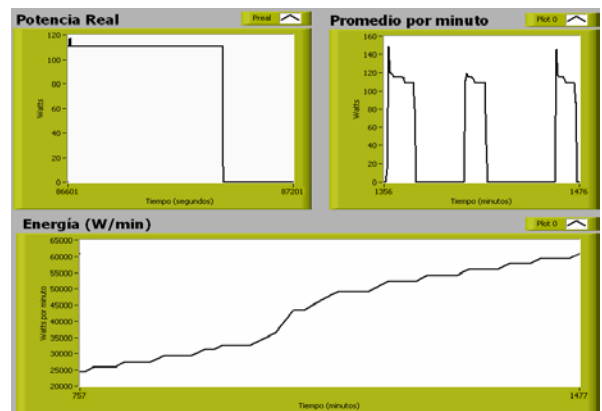 Potencia Real
Preal
120
100
80
60
40
20
0
Watts
86601
87201
Tiempo (segundos)
Promedio por minuto
Plot 0
160
140
120
100
80
60
40
20
0
Watts
1356
1476
Tiempo (minutos)
Energía (W/min)
Plot 0
65000
60000
55000
50000
45000
40000
35000
30000
25000
20000
Watts por minuto
757
1477
Tiempo (minutos)